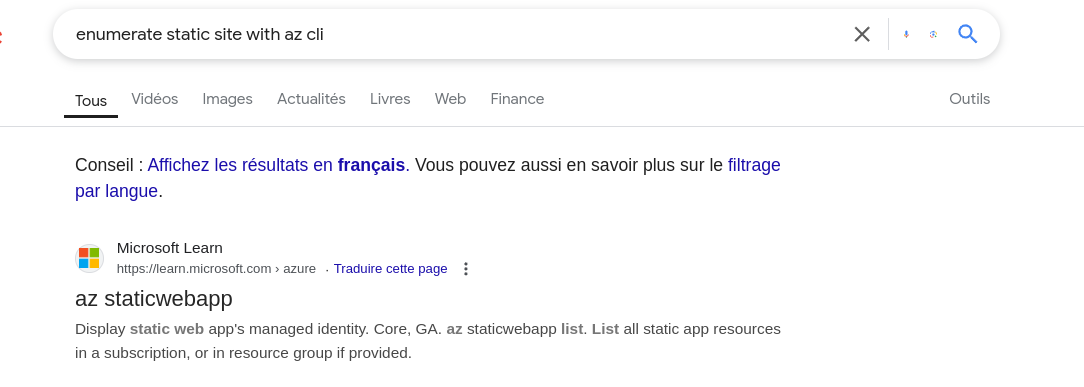 enumerate static site with az cli
Tous Vidéos Images Actualités Livres Web Finance Outils
Conseil : Affichez les résultats en français. Vous pouvez aussi en savoir plus sur le filtrage
par langue.
Microsoft Learn
https://learn.microsoft.com › azure · Traduire cette page
az staticwebapp
Display static web app's managed identity. Core, GA. az staticwebapp list. List all static app resources
in a subscription, or in resource group if provided.